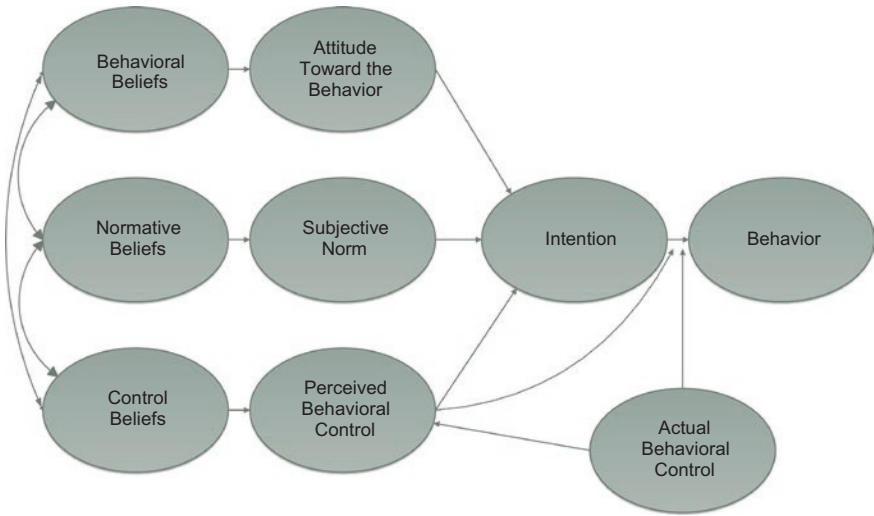 Behavioral
Beliefs
Attitude
Toward the
Behavior
Normative
Beliefs
Subjective
Norm
Intention
Behavior
Control
Beliefs
Perceived
Behavioral
Control
Actual
Behavioral
Control